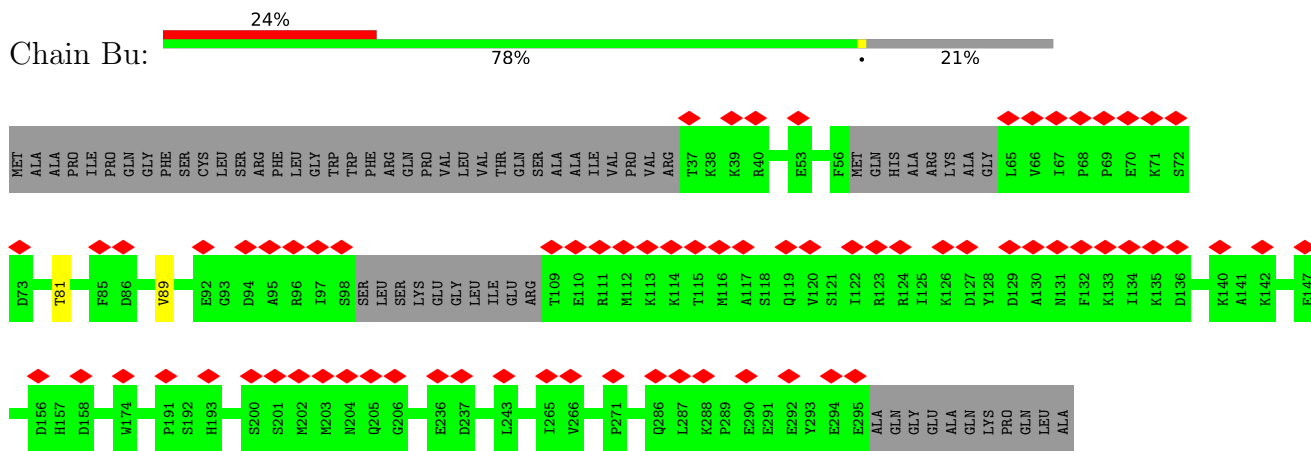 24%
Chain Bu:
78% • 21%
MET ALA ALA PRO ILE PRO GLN GLY PHE SER CYS LEU SER ARG PHE LEU GLY TRP TRP PHE ARG GLN PRO VAL LEU VAL THR GLN SER ALA ALA ILE VAL PRO VAL ARG T37 K38 K39 R40 E53 F56 MET GLN HIS ALA ARG LYS ALA GLY L65 V66 I67 P68 P69 E70 K71 S72
D73 T81 F85 D86 V89 E92 G93 D94 A95 R96 I97 S98 SER LEU SER LYS GLU GLY LEU ILE GLU ARG T109 E110 R111 M112 K113 K114 T115 M116 A117 S118 Q119 V120 S121 I122 R123 R124 I125 K126 D127 Y128 D129 A130 N131 F132 K133 I134 K135 D136 K140 A141 K142 E147
D156 H157 D158 W174 P191 S192 H193 S200 S201 M202 M203 N204 Q205 G206 E236 D237 L243 I265 V266 P271 Q286 L287 K288 P289 E290 E291 E292 Y293 E294 E295 ALA GLN GLY GLU ALA GLN LYS PRO GLN LEU ALA